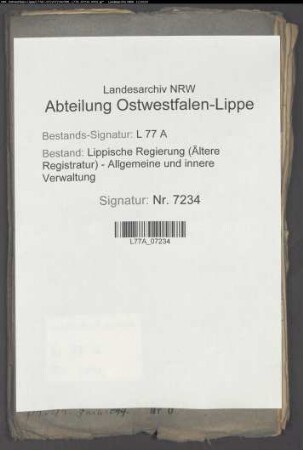 Landesarchiv NRW
Abteilung Ostwestfalen-Lippe
Bestands-Signatur: L 77 A
Bestand: Lippische Regierung (Ältere
Registratur) - Allgemeine und innere
Verwaltung
Signatur: Nr. 7234
L77A_07234